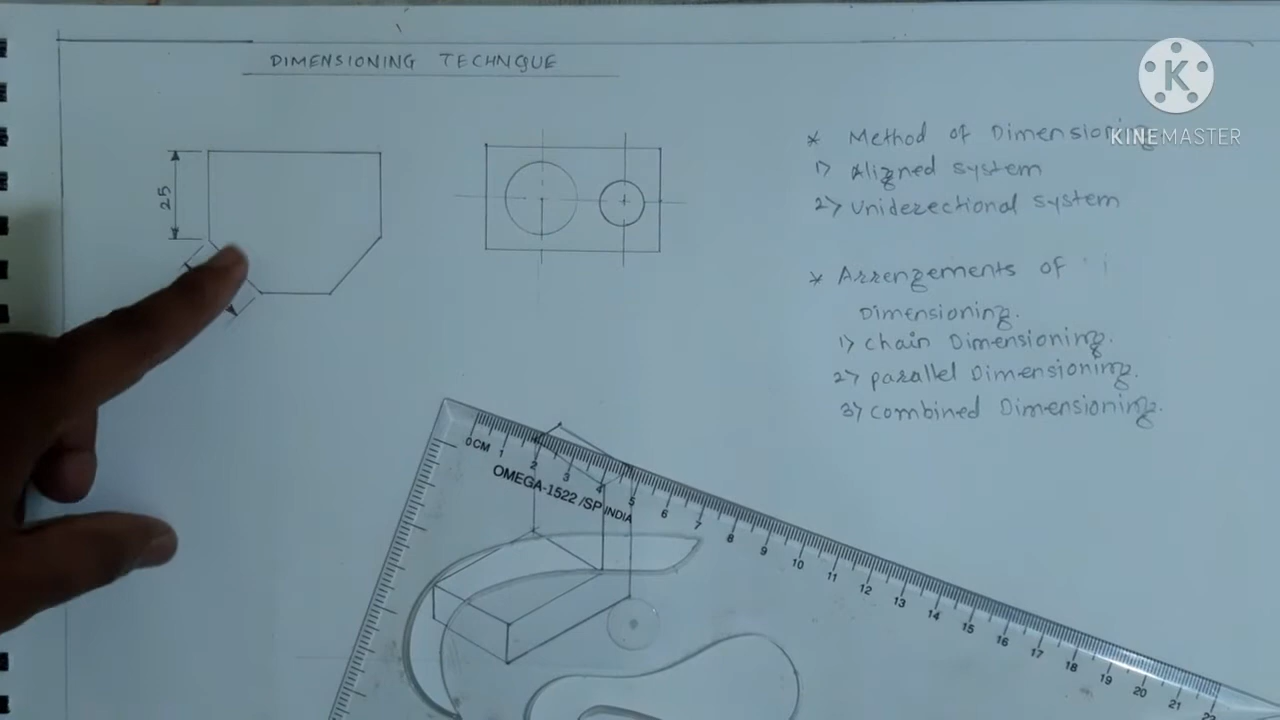 DIMENSIONING TECHNQUE
25
* Method of Dimensioning
1> Aligned system
2> Unidezectional system
* Arrengements of
Dimensioning.
1> chain Dimensioning.
2> parallel Dimensioning.
3> combined Dimensioning.
K
KINEMASTER
0 CM 1 2 3 4 5 6 7 8 9 10 11 12 13 14 15 16 17 18 19 20 21 22
OMEGA-1522 /SP INDIA